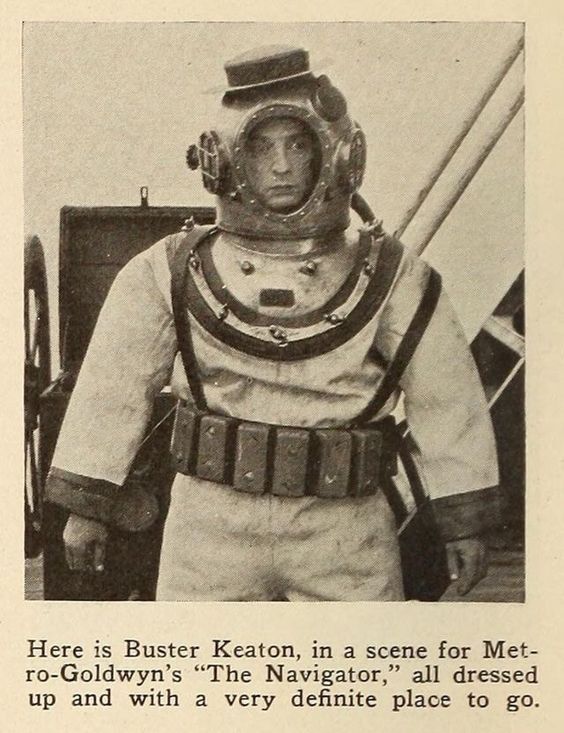 Here is Buster Keaton, in a scene for Met-
ro-Goldwyn's "The Navigator," all dressed
up and with a very definite place to go.